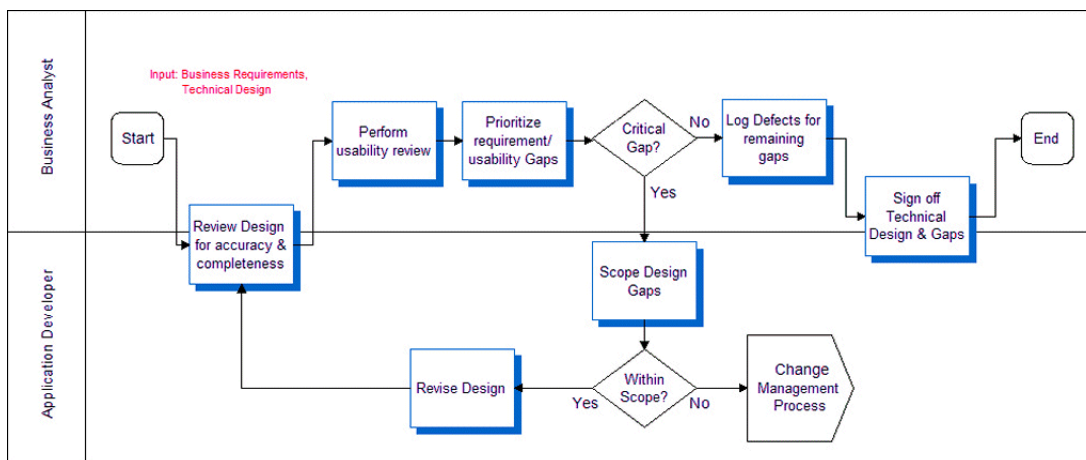 Business Analyst
Input: Business Requirements,
Technical Design
Start
Perform
usability review
Prioritize
requirement/
usability Gaps
Critical
Gap?
No
Yes
Log Defects for
remaining
gaps
End
Review Design
for accuracy &
completeness
Sign off
Technical
Design & Gaps
Application Developer
Scope Design
Gaps
Revise Design
Yes
Within
Scope?
No
Change
Management
Process